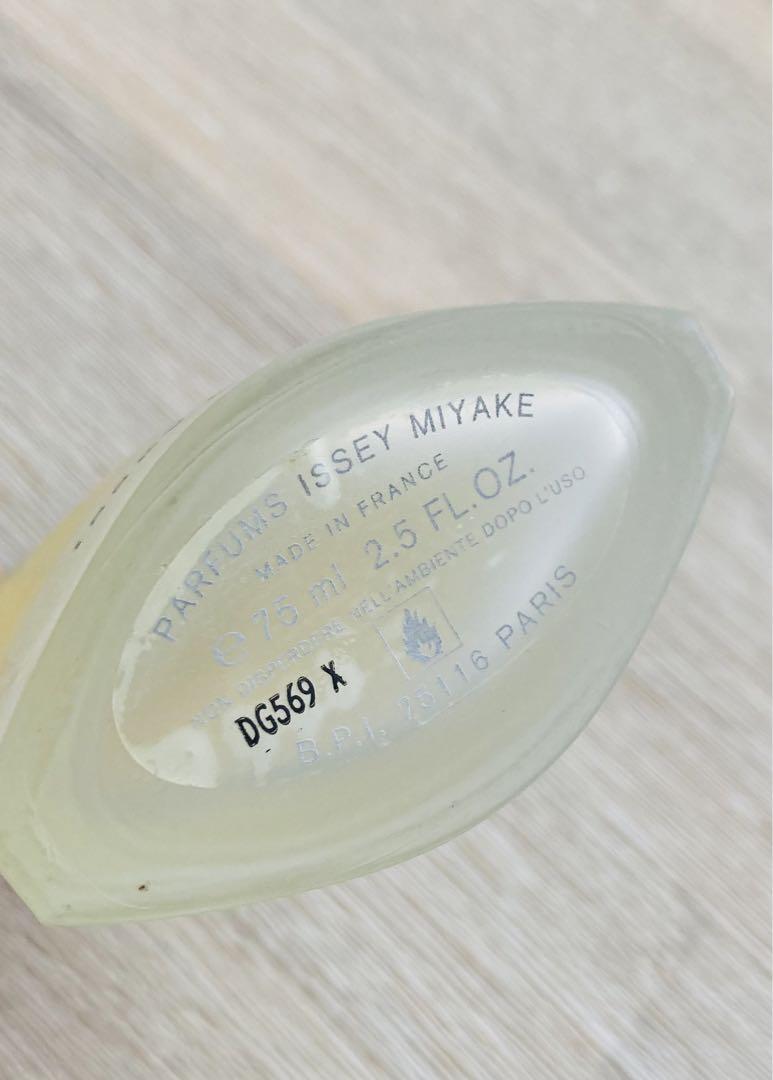 PARFUMS ISSEY MIYAKE
MADE IN FRANCE
e 75 ml 2.5 FL.OZ.
NON DISPERDERE NELL'AMBIENTE DOPO L'USO
DG569 X
B.P.I. 75116 PARIS